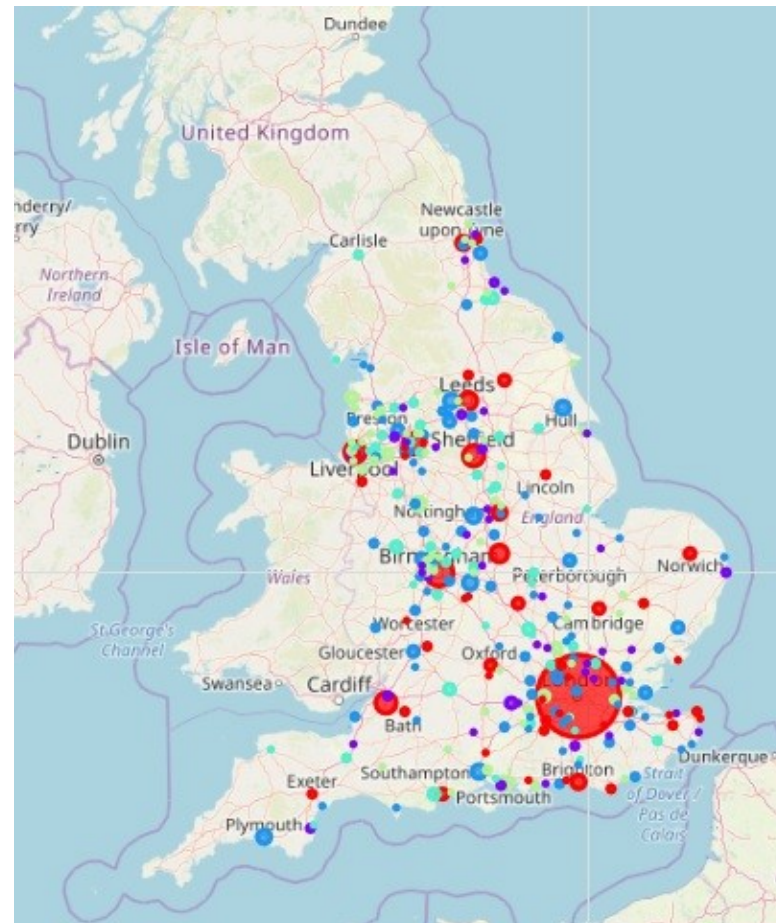 Dundee
United Kingdom
Newcastle
upon Tyne
Carlisle
Northern
Ireland
Isle of Man
Leeds
Preston
Hull
Dublin
Sheffield
Liverpool
Lincoln
England
Birmingham
Norwich
Peterborough
Wales
St George's
Channel
Worcester
Cambridge
Gloucester
Oxford
Swansea
Cardiff
London
Bath
Dunkerque
Exeter
Southampton
Brighton
Portsmouth
Strait
of Dover /
Pas de
Calais
Plymouth